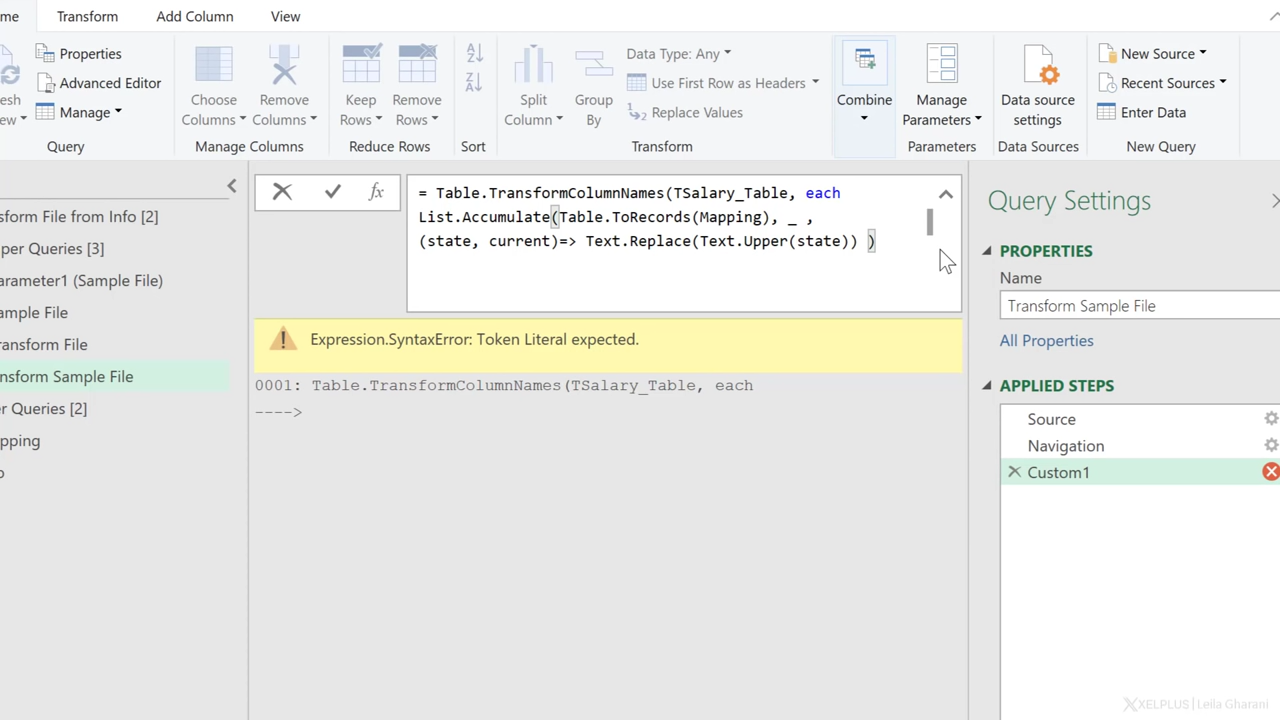 me
Transform
Add Column
View
esh
ew
Properties
Advanced Editor
Manage
Query
Choose
Columns
Remove
Columns
Manage Columns
Keep
Rows
Remove
Rows
Reduce Rows
Sort
Split
Column
Group
By
Data Type: Any
Use First Row as Headers
Replace Values
Transform
Combine
Manage
Parameters
Parameters
Data source
settings
Data Sources
New Source
Recent Sources
Enter Data
New Query
sform File from Info [2]
per Queries [3]
arameter1 (Sample File)
ample File
ransform File
nsform Sample File
er Queries [2]
pping
o
fx
= Table.TransformColumnNames(TSalary_Table, each
List.Accumulate(Table.ToRecords(Mapping), _ ,
(state, current)=> Text.Replace(Text.Upper(state)) )
Expression.SyntaxError: Token Literal expected.
0001: Table.TransformColumnNames(TSalary_Table, each
---->
Query Settings
PROPERTIES
Name
Transform Sample File
All Properties
APPLIED STEPS
Source
Navigation
Custom1
XELPLUS | Leila Gharani